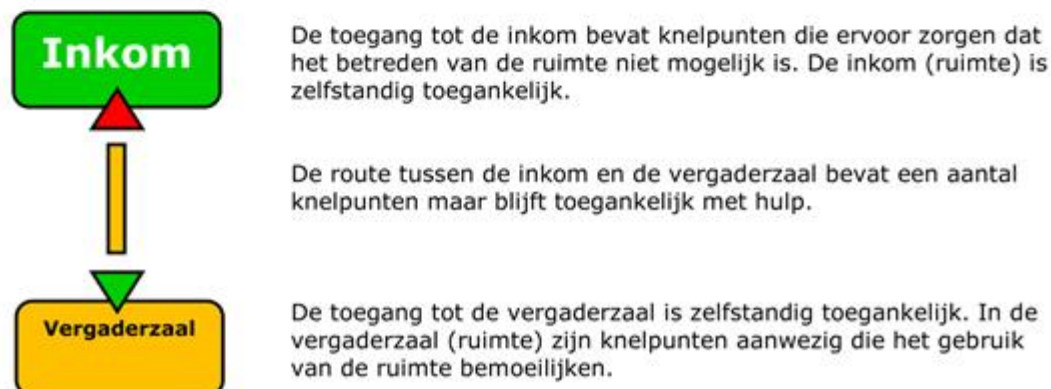 Inkom
De toegang tot de inkom bevat knelpunten die ervoor zorgen dat
het betreden van de ruimte niet mogelijk is. De inkom (ruimte) is
zelfstandig toegankelijk.
De route tussen de inkom en de vergaderzaal bevat een aantal
knelpunten maar blijft toegankelijk met hulp.
Vergaderzaal
De toegang tot de vergaderzaal is zelfstandig toegankelijk. In de
vergaderzaal (ruimte) zijn knelpunten aanwezig die het gebruik
van de ruimte bemoeilijken.